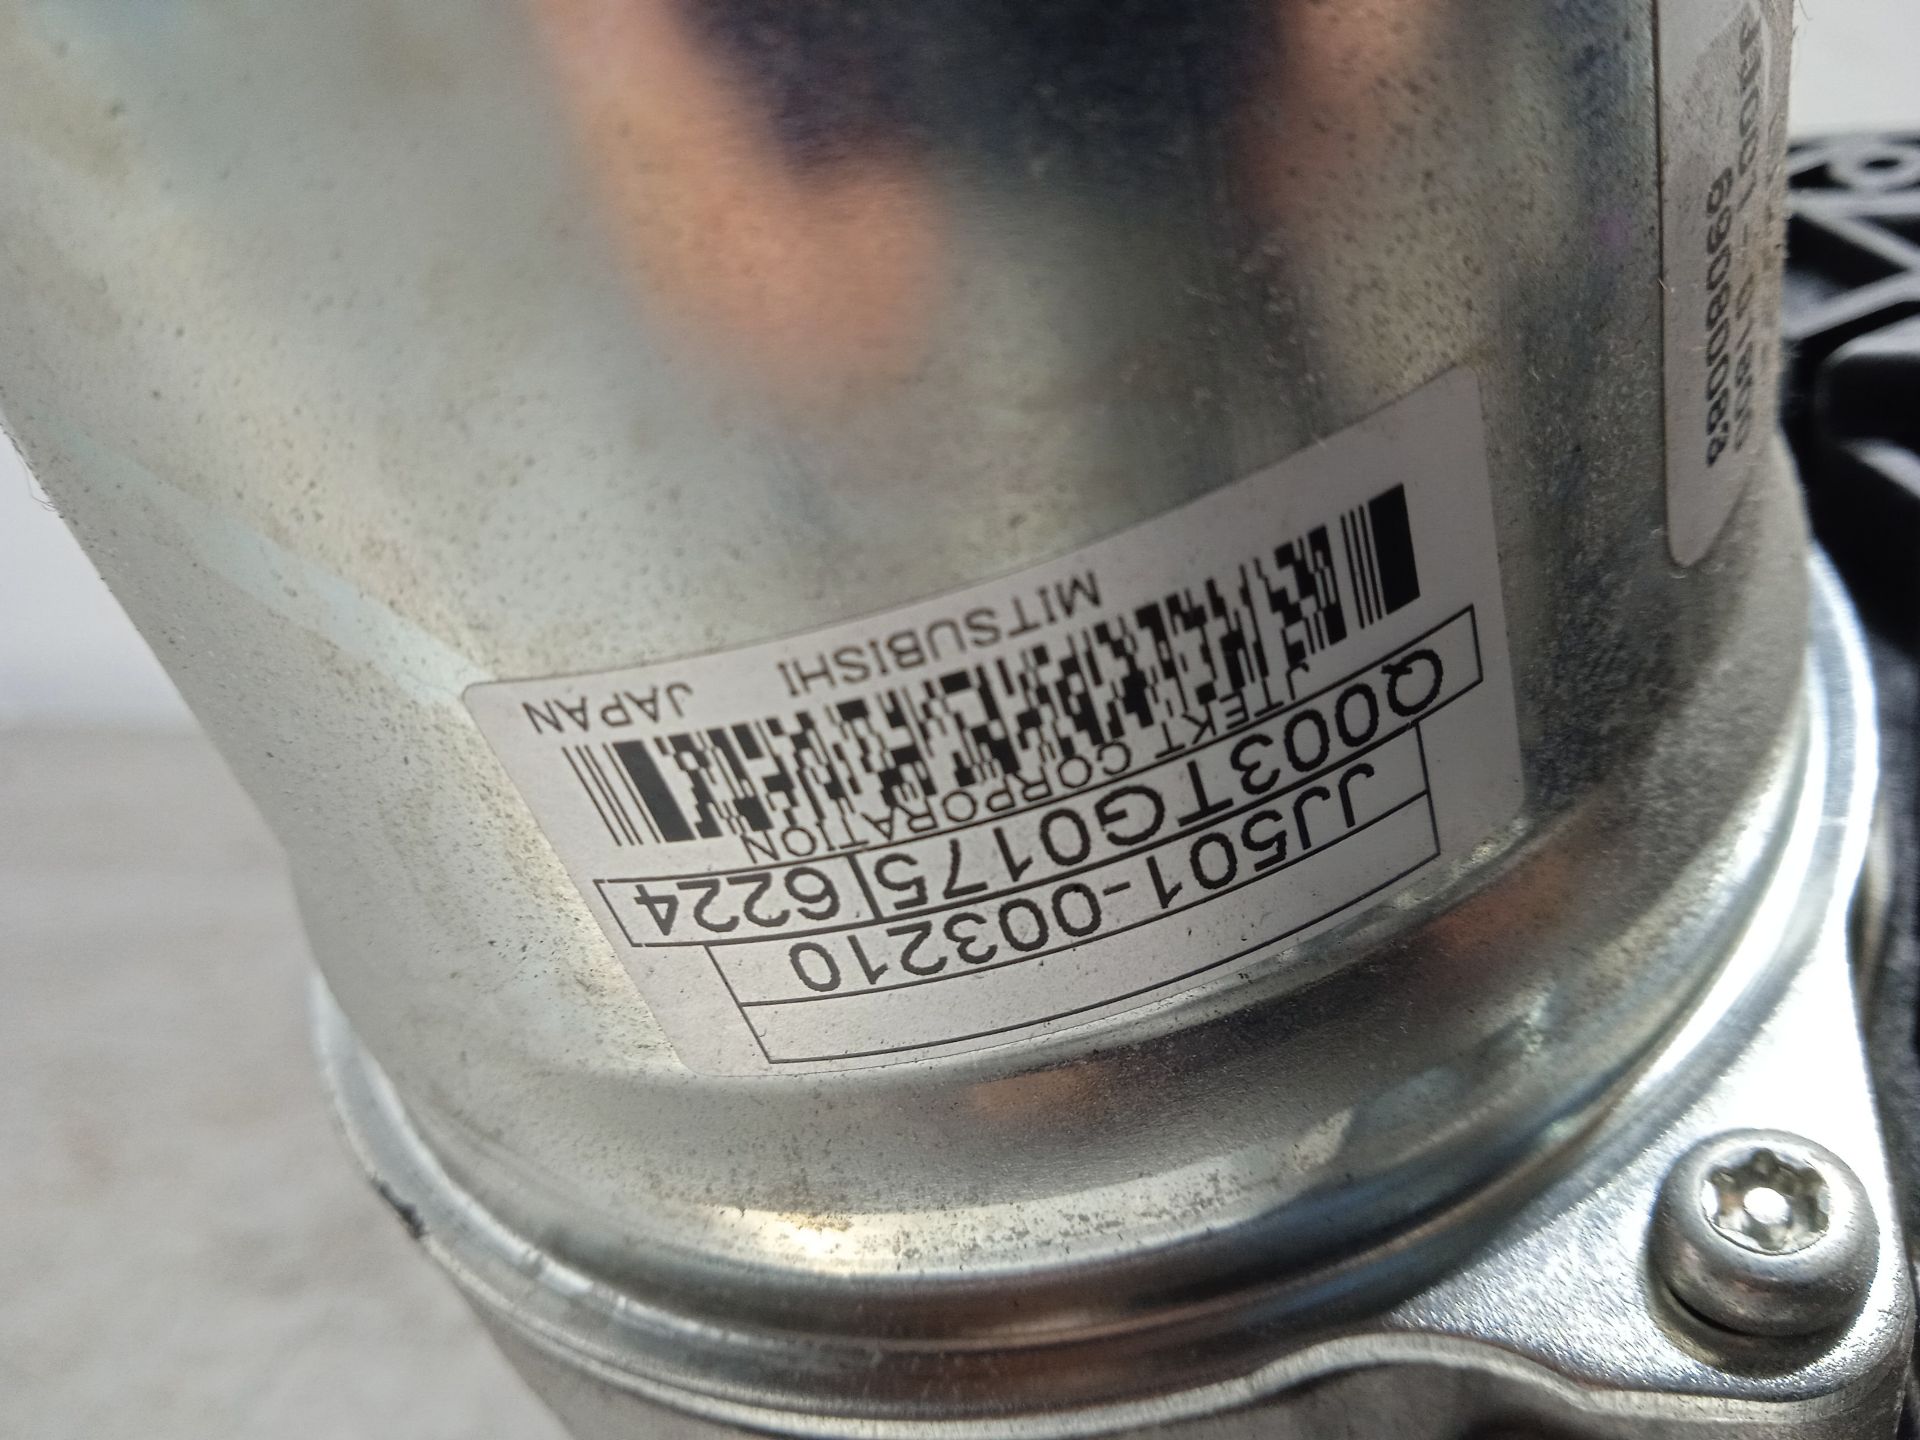 JJ501-003210
Q003TG0175 6224
JTEKT CORPORATION
MITSUBISHI JAPAN